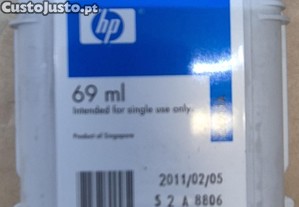 CustoJusto.pt
hp
69 ml
Intended for single use only.
Product of Singapore
2011/02/05
S 2 A 8806